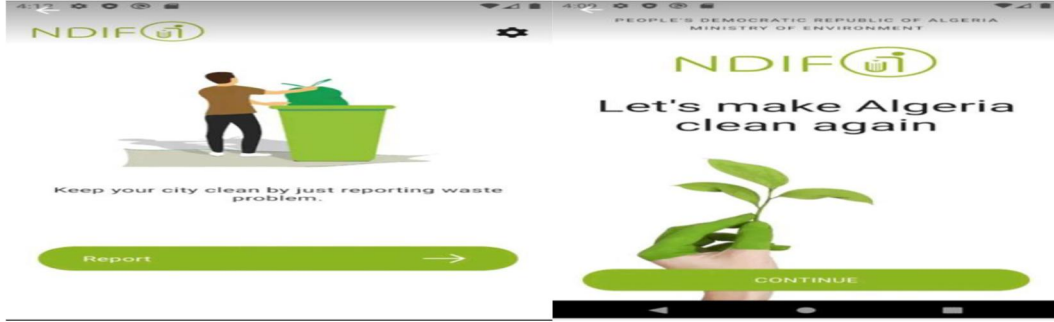 4:12
NDIF
Keep your city clean by just reporting waste
problem.
Report
4:09
PEOPLE'S DEMOCRATIC REPUBLIC OF ALGERIA
MINISTRY OF ENVIRONMENT
NDIF
Let's make Algeria
clean again
CONTINUE